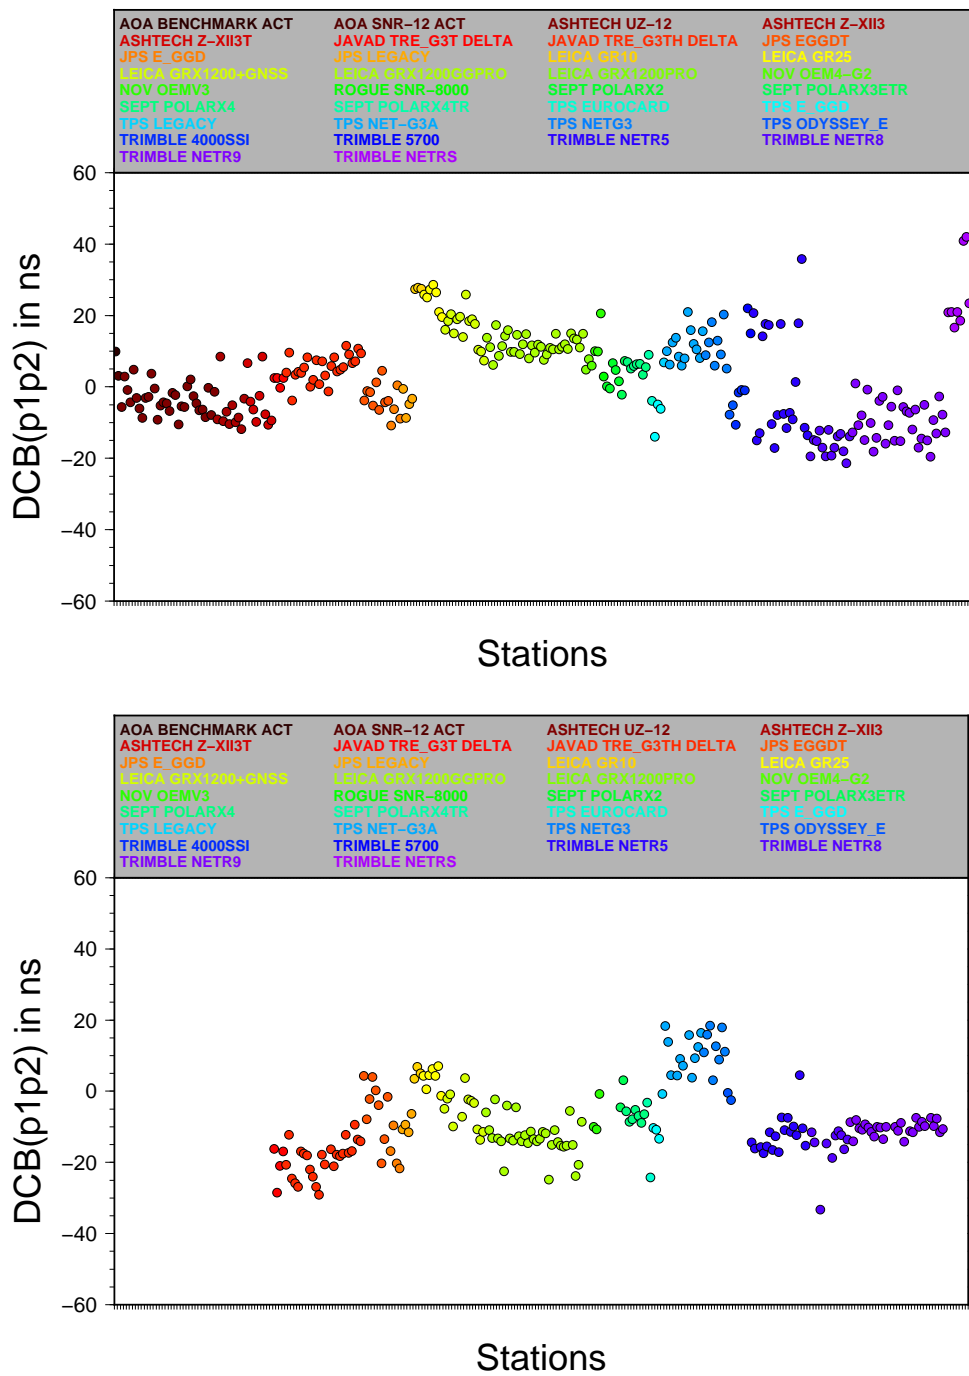 AOA BENCHMARK ACT AOA SNR−12 ACT ASHTECH UZ−12 ASHTECH Z−XII3
ASHTECH Z−XII3T JAVAD TRE_G3T DELTA JAVAD TRE_G3TH DELTA JPS EGGDT
JPS E_GGD JPS LEGACY LEICA GR10 LEICA GR25
LEICA GRX1200+GNSS LEICA GRX1200GGPRO LEICA GRX1200PRO NOV OEM4−G2
NOV OEMV3 ROGUE SNR−8000 SEPT POLARX2 SEPT POLARX3ETR
SEPT POLARX4 SEPT POLARX4TR TPS EUROCARD TPS E_GGD
TPS LEGACY TPS NET−G3A TPS NETG3 TPS ODYSSEY_E
TRIMBLE 4000SSI TRIMBLE 5700 TRIMBLE NETR5 TRIMBLE NETR8
TRIMBLE NETR9 TRIMBLE NETRS
60
40
20
0
−20
−40
−60
DCB(p1p2) in ns
Stations
AOA BENCHMARK ACT AOA SNR−12 ACT ASHTECH UZ−12 ASHTECH Z−XII3
ASHTECH Z−XII3T JAVAD TRE_G3T DELTA JAVAD TRE_G3TH DELTA JPS EGGDT
JPS E_GGD JPS LEGACY LEICA GR10 LEICA GR25
LEICA GRX1200+GNSS LEICA GRX1200GGPRO LEICA GRX1200PRO NOV OEM4−G2
NOV OEMV3 ROGUE SNR−8000 SEPT POLARX2 SEPT POLARX3ETR
SEPT POLARX4 SEPT POLARX4TR TPS EUROCARD TPS E_GGD
TPS LEGACY TPS NET−G3A TPS NETG3 TPS ODYSSEY_E
TRIMBLE 4000SSI TRIMBLE 5700 TRIMBLE NETR5 TRIMBLE NETR8
TRIMBLE NETR9 TRIMBLE NETRS
60
40
20
0
−20
−40
−60
DCB(p1p2) in ns
Stations